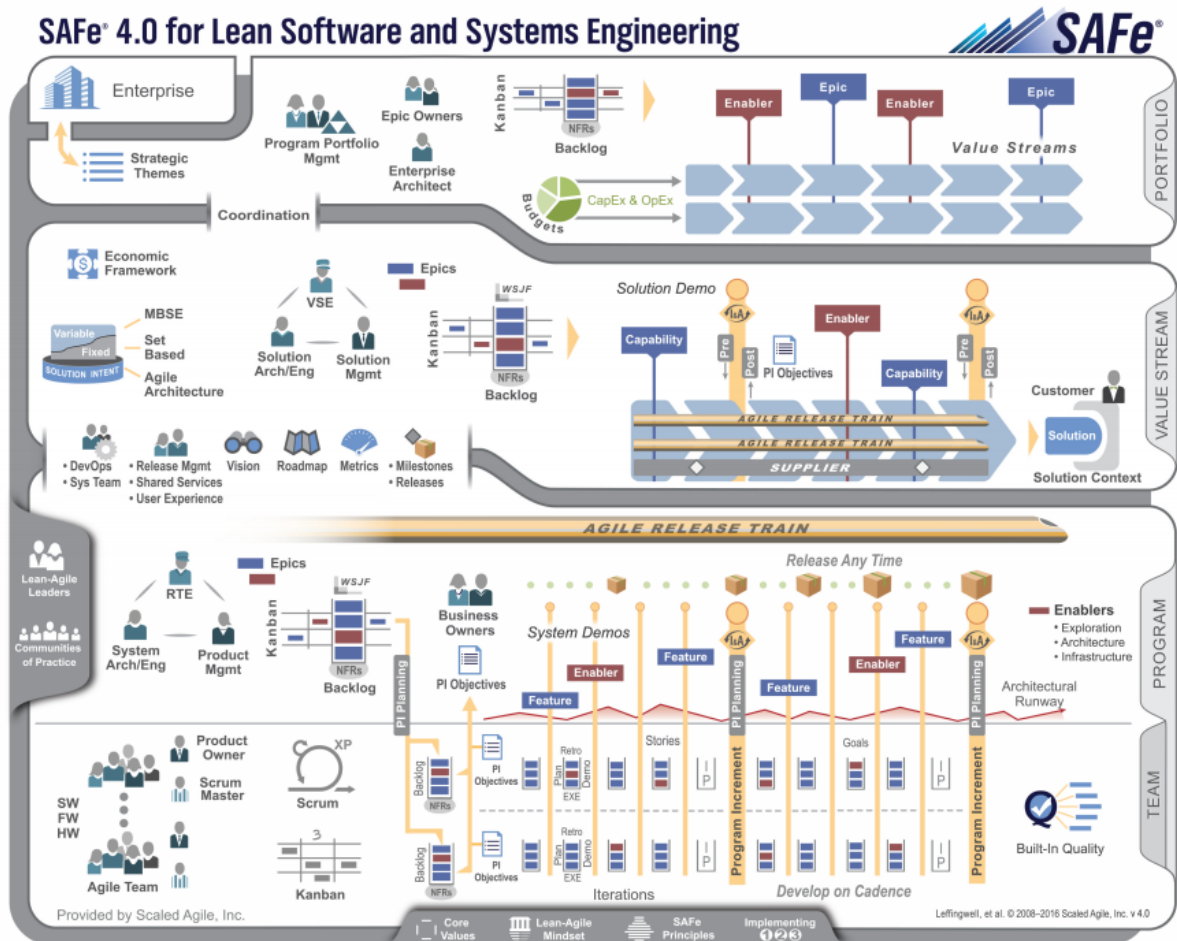 SAFe® 4.0 for Lean Software and Systems Engineering
SAFe®
Enterprise
Strategic
Themes
Program Portfolio
Mgmt
Epic Owners
Enterprise
Architect
Kanban
NFRs
Backlog
Enabler
Epic
Enabler
Epic
Value Streams
Budgets
CapEx & OpEx
PORTFOLIO
Coordination
Economic
Framework
MBSE
Variable
Fixed
SOLUTION INTENT
Set
Based
Agile
Architecture
VSE
Solution
Arch/Eng
Solution
Mgmt
Epics
WSJF
Kanban
NFRs
Backlog
Solution Demo
I&A
Capability
Pre
Post
PI Objectives
Enabler
Capability
I&A
Pre
Post
AGILE RELEASE TRAIN
AGILE RELEASE TRAIN
SUPPLIER
Customer
Solution
Solution Context
VALUE STREAM
• DevOps
• Sys Team
• Release Mgmt
• Shared Services
• User Experience
Vision
Roadmap
Metrics
• Milestones
• Releases
AGILE RELEASE TRAIN
Lean-Agile
Leaders
Communities
of Practice
RTE
System
Arch/Eng
Product
Mgmt
Epics
WSJF
Kanban
NFRs
Backlog
PI Planning
Business
Owners
PI Objectives
Release Any Time
System Demos
Feature
Enabler
Feature
I&A
PI Planning
Feature
Enabler
Feature
I&A
PI Planning
Enablers
• Exploration
• Architecture
• Infrastructure
Architectural
Runway
PROGRAM
Product
Owner
Scrum
Master
SW
FW
HW
Agile Team
XP
Scrum
3
Kanban
Backlog
NFRs
PI
Objectives
Plan
Retro
Demo
EXE
Stories
I
P
Goals
I
P
Backlog
NFRs
PI
Objectives
Plan
Retro
Demo
EXE
I
P
I
P
Program Increment
Program Increment
Iterations
Develop on Cadence
Q
Built-In Quality
TEAM
Provided by Scaled Agile, Inc.
Leffingwell, et al. © 2008–2016 Scaled Agile, Inc. v 4.0
Core
Values
Lean-Agile
Mindset
SAFe
Principles
Implementing
1 2 3